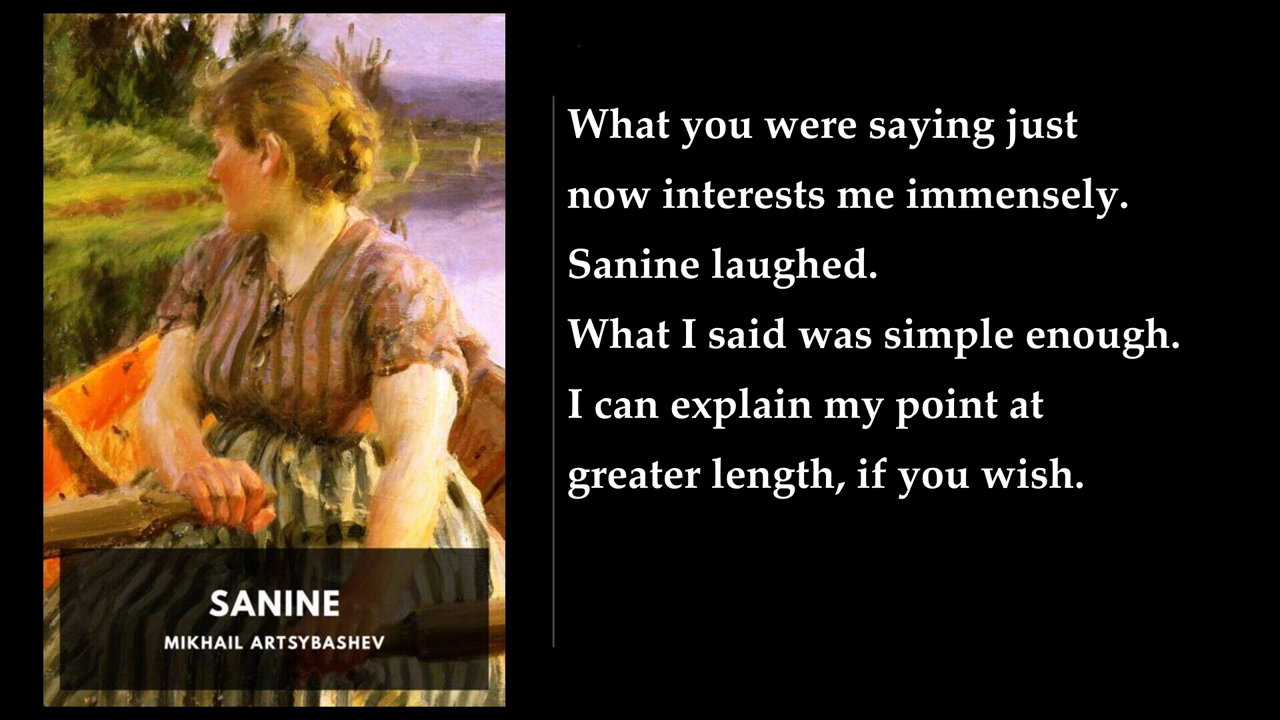 What you were saying just
now interests me immensely.
Sanine laughed.
What I said was simple enough.
I can explain my point at
greater length, if you wish.
SANINE
MIKHAIL ARTSYBASHEV